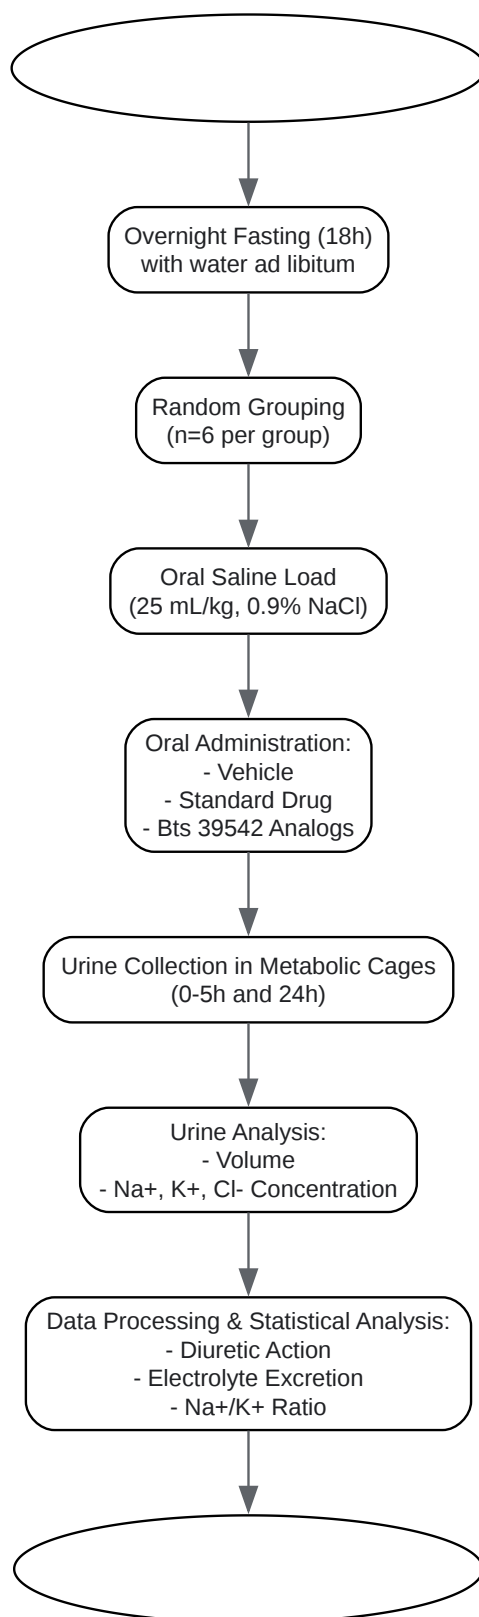 Overnight Fasting (18h)
with water ad libitum
Random Grouping
(n=6 per group)
Oral Saline Load
(25 mL/kg, 0.9% NaCl)
Oral Administration:
- Vehicle
- Standard Drug
- Bts 39542 Analogs
Urine Collection in Metabolic Cages
(0-5h and 24h)
Urine Analysis:
- Volume
- Na+, K+, Cl- Concentration
Data Processing & Statistical Analysis:
- Diuretic Action
- Electrolyte Excretion
- Na+/K+ Ratio